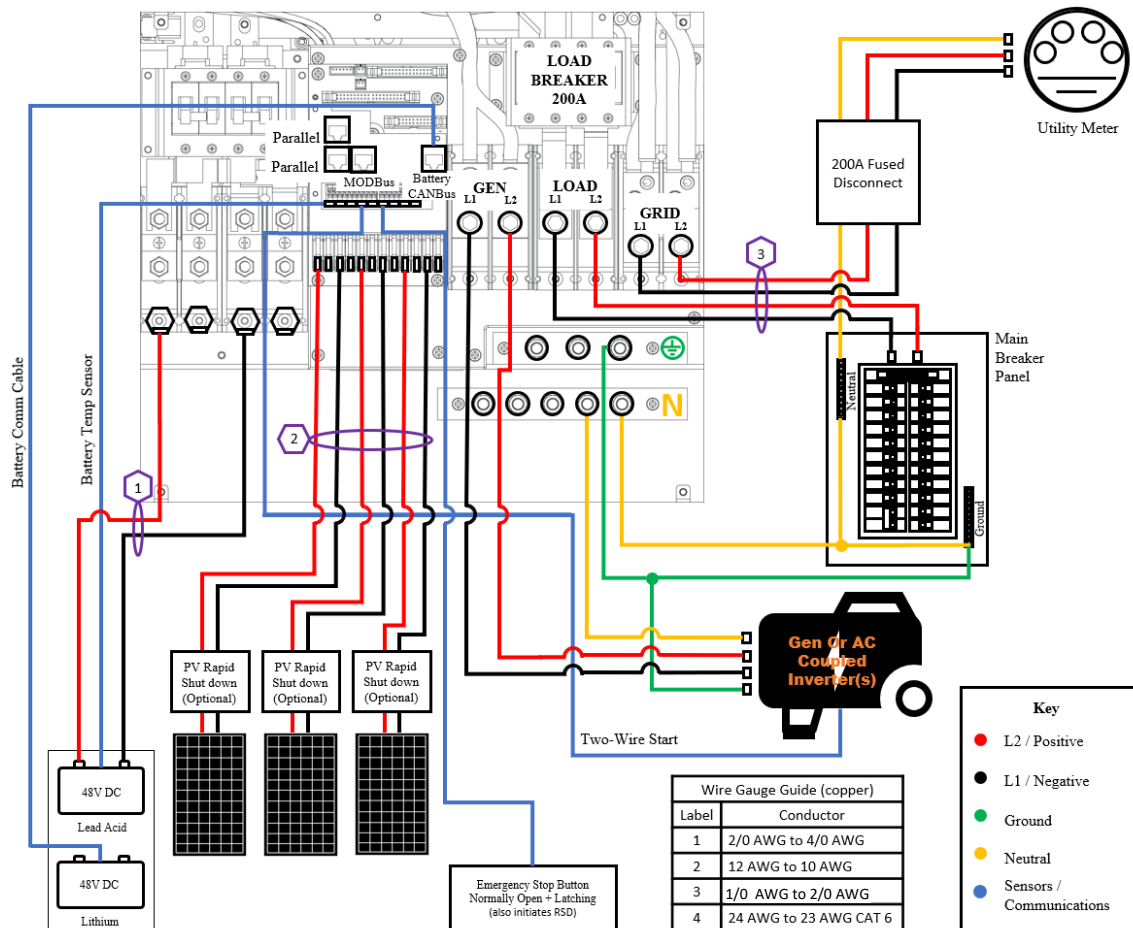 LOAD
BREAKER
200A
Parallel
Parallel
MODBus
Battery
CANBus
GEN
L1
L2
LOAD
L1
L2
GRID
L1
L2
Utility Meter
200A Fused
Disconnect
3
Main
Breaker
Panel
Neutral
Ground
N
2
1
Battery Comm Cable
Battery Temp Sensor
PV Rapid
Shut down
(Optional)
PV Rapid
Shut down
(Optional)
PV Rapid
Shut down
(Optional)
Gen Or AC
Coupled
Inverter(s)
Two-Wire Start
48V DC
Lead Acid
48V DC
Lithium
Emergency Stop Button
Normally Open + Latching
(also initiates RSD)
Wire Gauge Guide (copper)
Label Conductor
1 2/0 AWG to 4/0 AWG
2 12 AWG to 10 AWG
3 1/0 AWG to 2/0 AWG
4 24 AWG to 23 AWG CAT 6
Key
L2 / Positive
L1 / Negative
Ground
Neutral
Sensors /
Communications